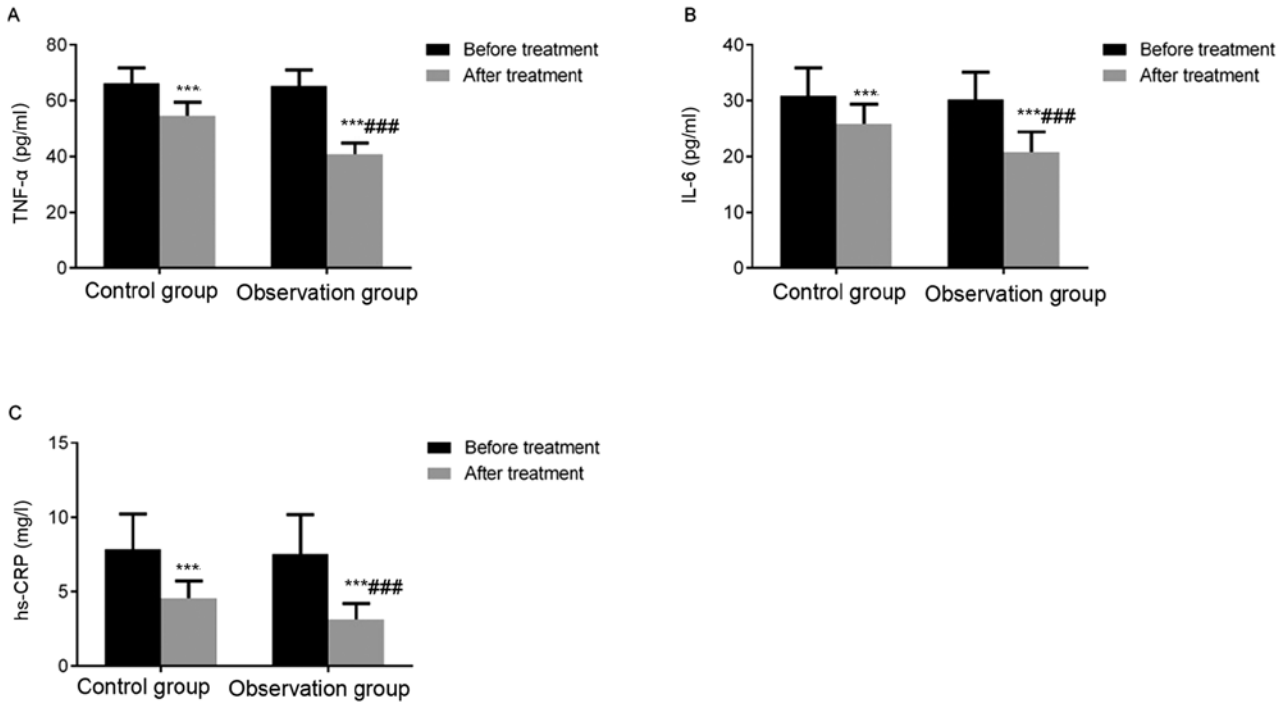 A
TNF-α (pg/ml)
80
60
40
20
0
***
***###
Control group
Observation group
Before treatment
After treatment
B
IL-6 (pg/ml)
40
30
20
10
0
***
***###
Control group
Observation group
Before treatment
After treatment
C
hs-CRP (mg/l)
15
10
5
0
***
***###
Control group
Observation group
Before treatment
After treatment